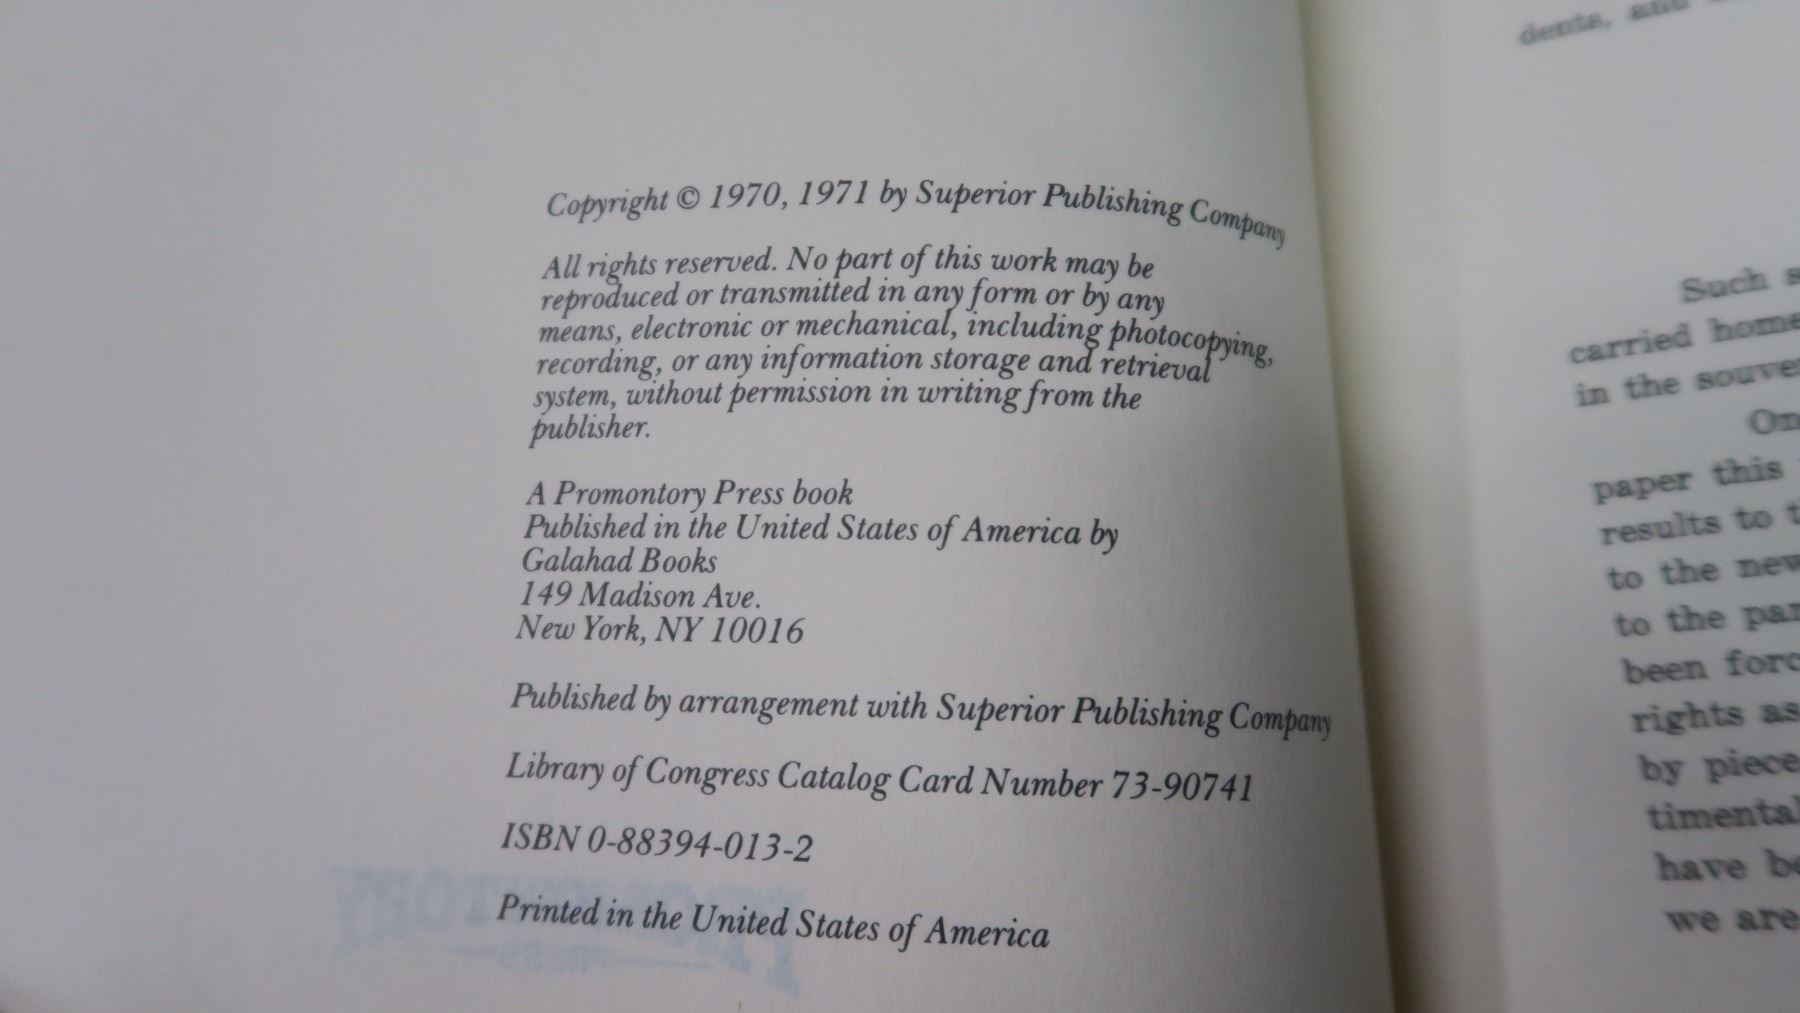 Copyright © 1970, 1971 by Superior Publishing Company
All rights reserved. No part of this work may be
reproduced or transmitted in any form or by any
means, electronic or mechanical, including photocopying,
recording, or any information storage and retrieval
system, without permission in writing from the
publisher.
A Promontory Press book
Published in the United States of America by
Galahad Books
149 Madison Ave.
New York, NY 10016
Published by arrangement with Superior Publishing Company
Library of Congress Catalog Card Number 73-90741
ISBN 0-88394-013-2
Printed in the United States of America
PROMONTORY
PRESS
dents, and
Such
carried home
in the
paper this
results to
to the
to the
been
rights as
by
have
we are